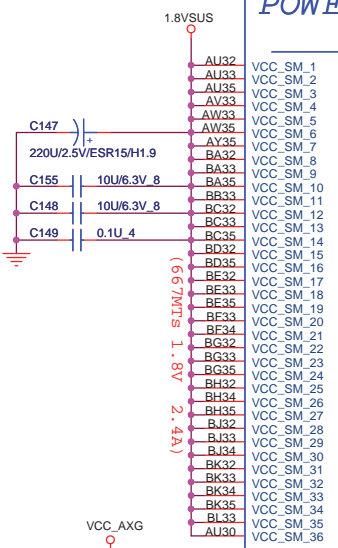 POWE
1.8VSUS
AU32 VCC_SM_1
AU33 VCC_SM_2
AU35 VCC_SM_3
AV33 VCC_SM_4
AW33 VCC_SM_5
C147 AW35 VCC_SM_6
AY35 VCC_SM_7
220U/2.5V/ESR15/H1.9 BA32 VCC_SM_8
BA33 VCC_SM_9
C155 10U/6.3V_8 BA35 VCC_SM_10
BB33 VCC_SM_11
C148 10U/6.3V_8 BC32 VCC_SM_12
BC33 VCC_SM_13
C149 0.1U_4 BC35 VCC_SM_14
BD32 VCC_SM_15
BD35 VCC_SM_16
BE32 VCC_SM_17
BE33 VCC_SM_18
BE35 VCC_SM_19
BF33 VCC_SM_20
BF34 VCC_SM_21
BG32 VCC_SM_22
BG33 VCC_SM_23
BG35 VCC_SM_24
BH32 VCC_SM_25
BH34 VCC_SM_26
BH35 VCC_SM_27
BJ32 VCC_SM_28
BJ33 VCC_SM_29
BJ34 VCC_SM_30
BK32 VCC_SM_31
BK33 VCC_SM_32
BK34 VCC_SM_33
BK35 VCC_SM_34
BL33 VCC_SM_35
AU30 VCC_SM_36
(667MTs 1.8V 2.4A)
VCC_AXG